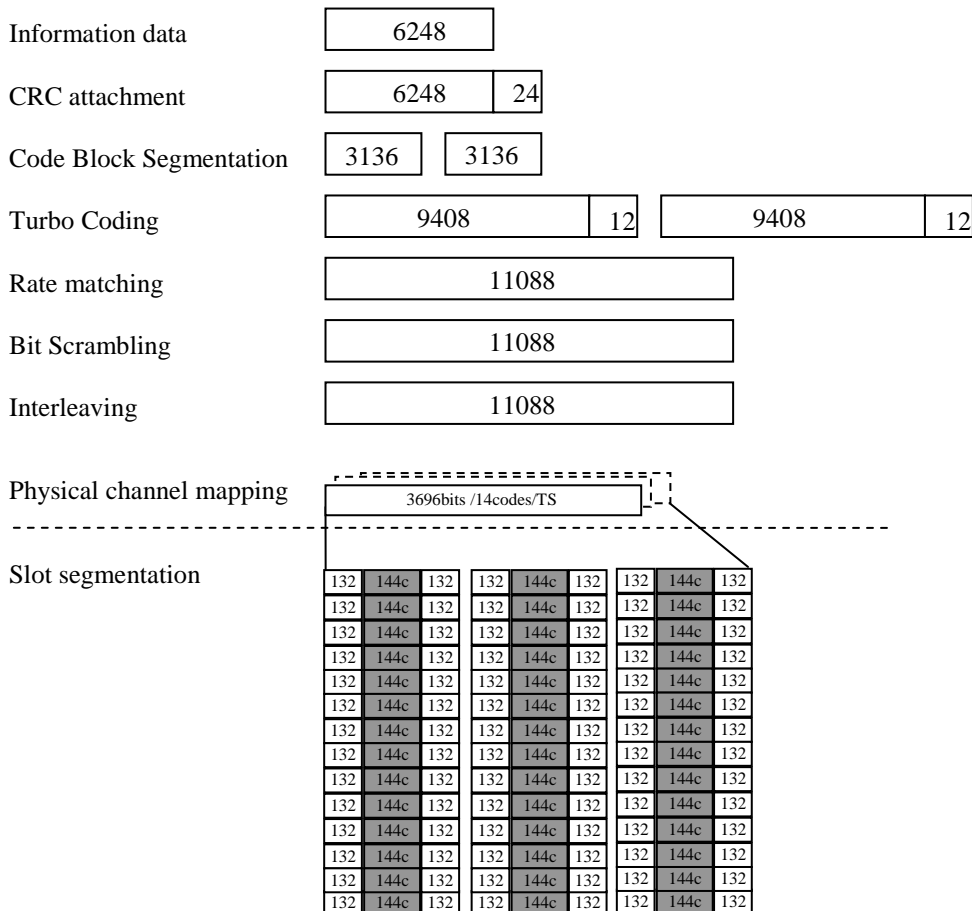 Information data 6248
CRC attachment 6248 24
Code Block Segmentation 3136 3136
Turbo Coding 9408 12 9408 12
Rate matching 11088
Bit Scrambling 11088
Interleaving 11088
Physical channel mapping 3696bits /14codes/TS
Slot segmentation
132 144c 132 132 144c 132 132 144c 132
132 144c 132 132 144c 132 132 144c 132
132 144c 132 132 144c 132 132 144c 132
132 144c 132 132 144c 132 132 144c 132
132 144c 132 132 144c 132 132 144c 132
132 144c 132 132 144c 132 132 144c 132
132 144c 132 132 144c 132 132 144c 132
132 144c 132 132 144c 132 132 144c 132
132 144c 132 132 144c 132 132 144c 132
132 144c 132 132 144c 132 132 144c 132
132 144c 132 132 144c 132 132 144c 132
132 144c 132 132 144c 132 132 144c 132
132 144c 132 132 144c 132 132 144c 132
132 144c 132 132 144c 132 132 144c 132